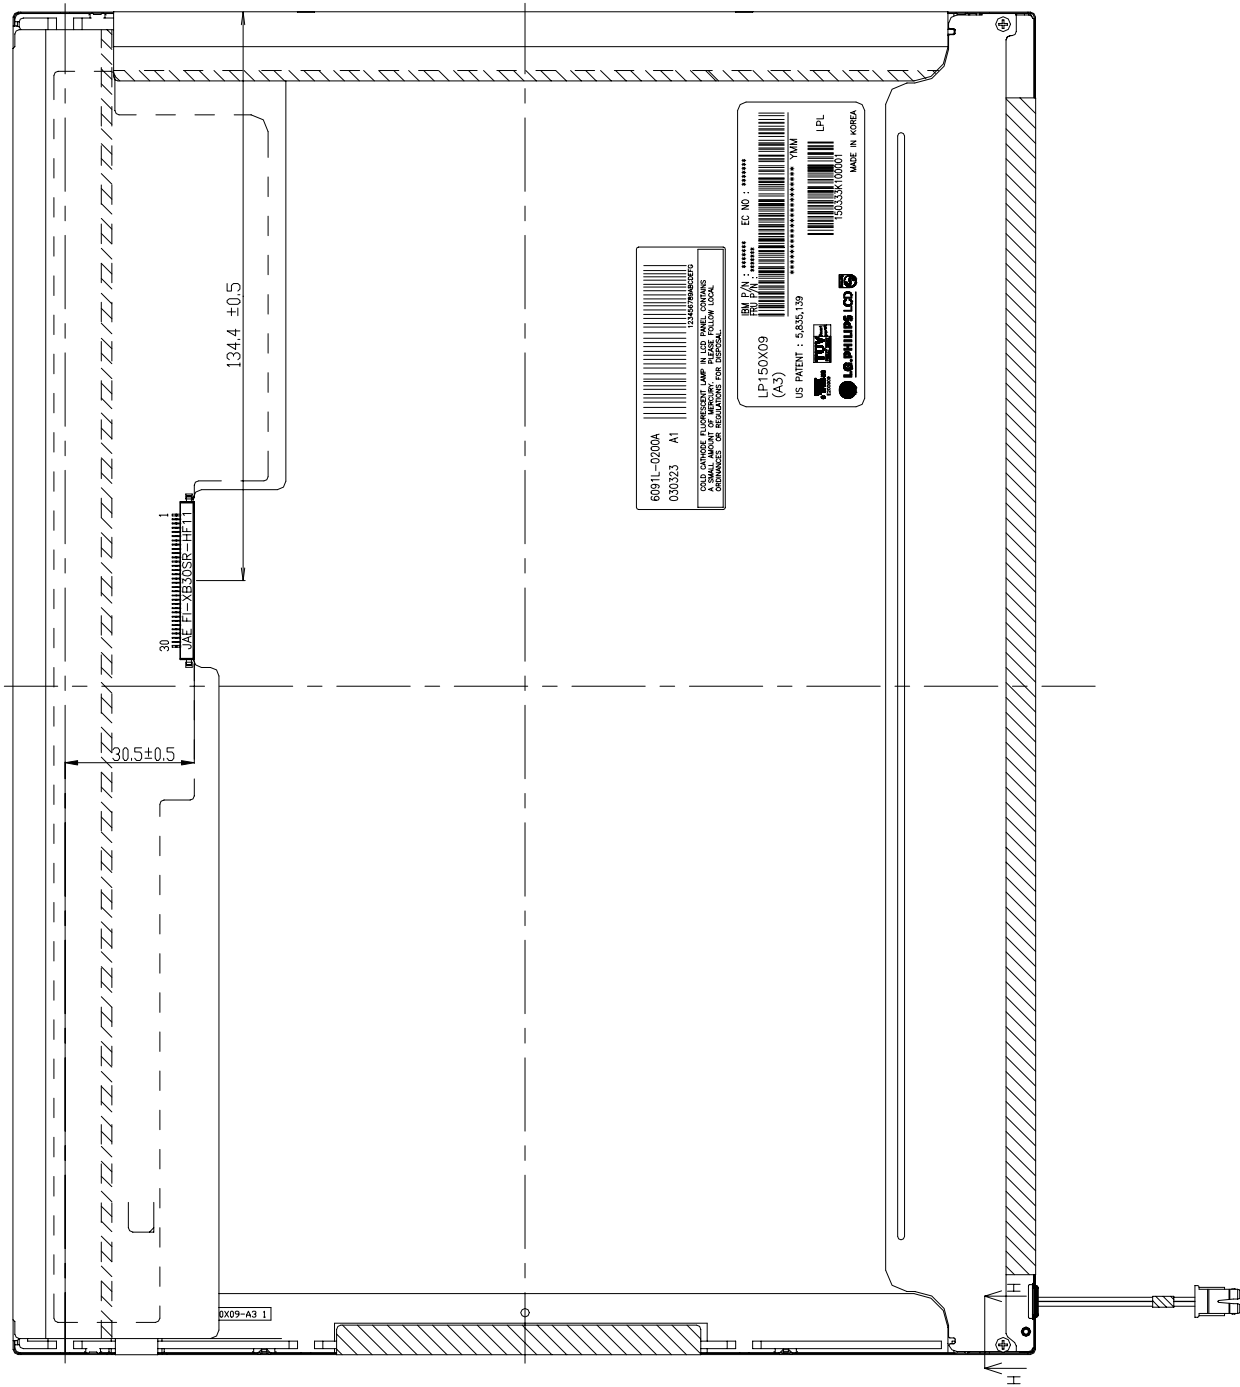 134.4 ±0.5
1
JAE FI-XB30SR-HF11
30
30.5±0.5
IBM P/N : ******* EC NO : *******
FRU P/N : *******
********************** YMM
LP150X09
(A3)
US PATENT : 5,835,139
LPL
150333K100001
MADE IN KOREA
TUV
LG.PHILIPS LCD
123456789ABCDEFG
6091L-0200A
030323 A1
COLD CATHODE FLUORESCENT LAMP IN LCD PANEL CONTAINS
A SMALL AMOUNT OF MERCURY. PLEASE FOLLOW LOCAL
ORDINANCES OR REGULATIONS FOR DISPOSAL.
0X09-A3 1
H
H